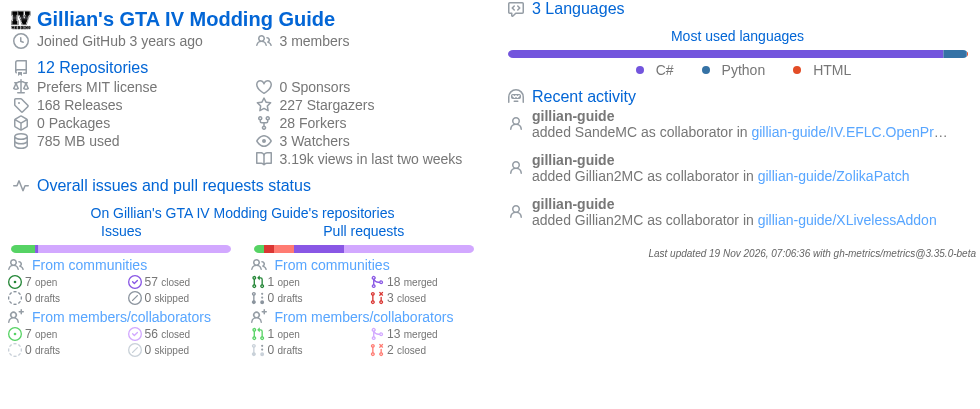 Gillian's GTA IV Modding Guide
Joined GitHub 3 years ago
3 members
12 Repositories
Prefers MIT license
0 Sponsors
168 Releases
227 Stargazers
0 Packages
28 Forkers
785 MB used
3 Watchers
3.19k views in last two weeks
Overall issues and pull requests status
On Gillian's GTA IV Modding Guide's repositories
Issues
Pull requests
From communities
From communities
7 open
57 closed
1 open
18 merged
0 drafts
0 skipped
0 drafts
3 closed
From members/collaborators
From members/collaborators
7 open
56 closed
1 open
13 merged
0 drafts
0 skipped
0 drafts
2 closed
3 Languages
Most used languages
C#
Python
HTML
Recent activity
gillian-guide
added SandeMC as collaborator in gillian-guide/IV.EFLC.OpenPr…
gillian-guide
added Gillian2MC as collaborator in gillian-guide/ZolikaPatch
gillian-guide
added Gillian2MC as collaborator in gillian-guide/XLivelessAddon
Last updated 19 Nov 2026, 07:06:36 with gh-metrics/metrics@3.35.0-beta